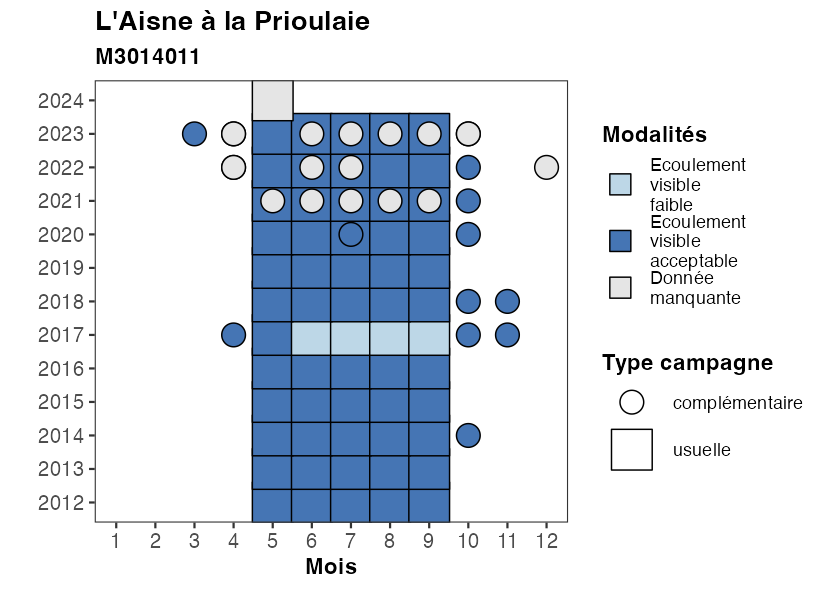 L'Aisne à la Prioulaie
M3014011
2024
2023
2022
2021
2020
2019
2018
2017
2016
2015
2014
2013
2012
1 2 3 4 5 6 7 8 9 10 11 12
Mois
Modalités
Ecoulement
visible
faible
Ecoulement
visible
acceptable
Donnée
manquante
Type campagne
complémentaire
usuelle